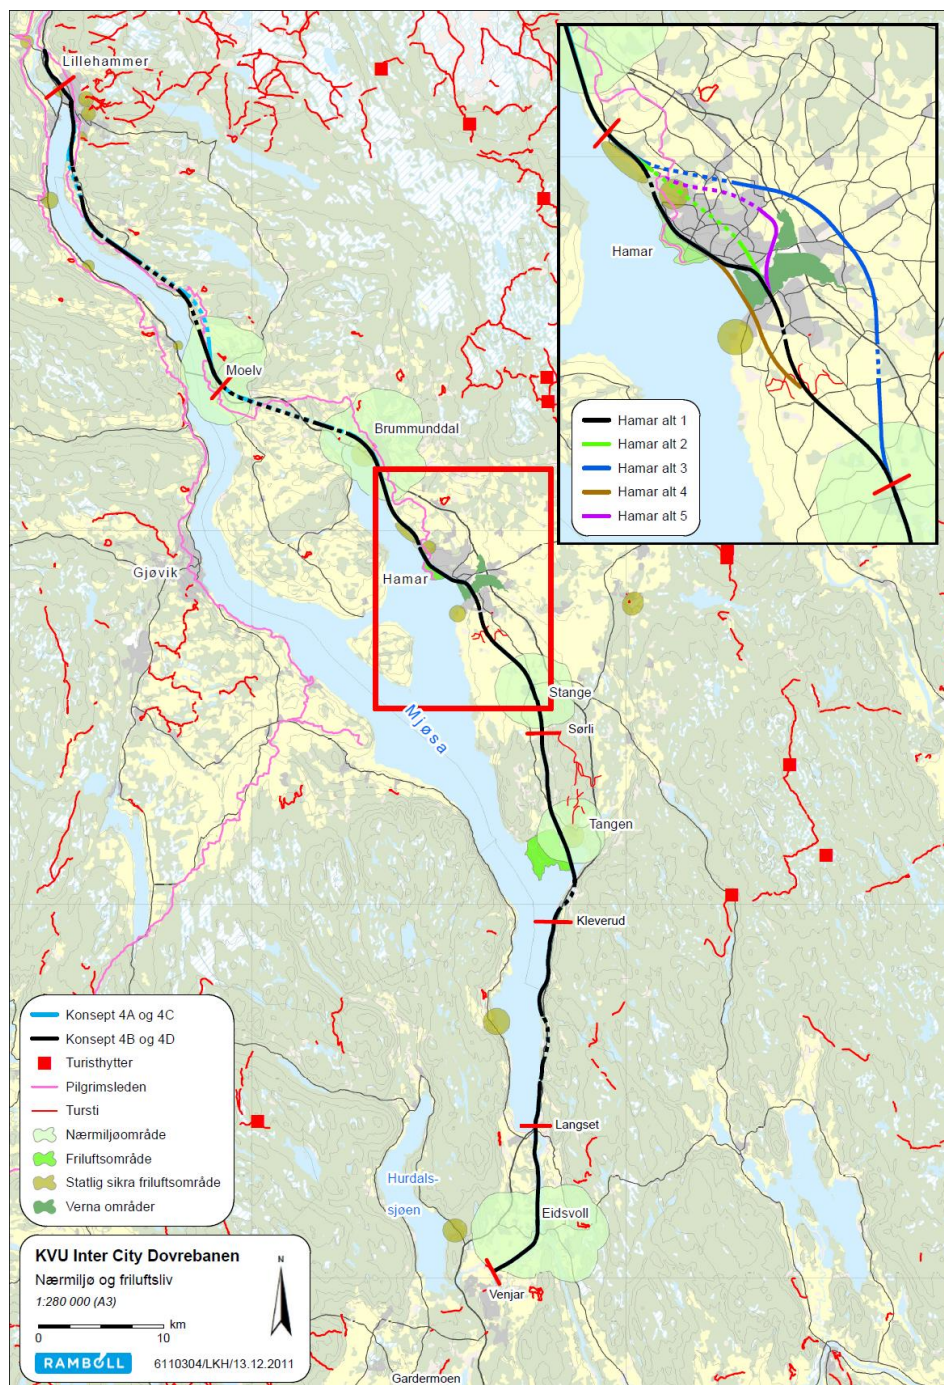 Lillehammer
Moelv
Brummunddal
Gjøvik
Hamar
Stange
Mjøsa
Sørli
Tangen
Kleverud
Langset
Hurdals-
sjøen
Eidsvoll
Venjar
Gardermoen
Hamar
Hamar alt 1
Hamar alt 2
Hamar alt 3
Hamar alt 4
Hamar alt 5
Konsept 4A og 4C
Konsept 4B og 4D
Turisthytter
Pilgrimsleden
Tursti
Nærmiljøområde
Friluftsområde
Statlig sikra friluftsområde
Verna områder
KVU Inter City Dovrebanen
Nærmiljø og friluftsliv
1:280 000 (A3)
N
km
0 10
RAMBØLL 6110304/LKH/13.12.2011